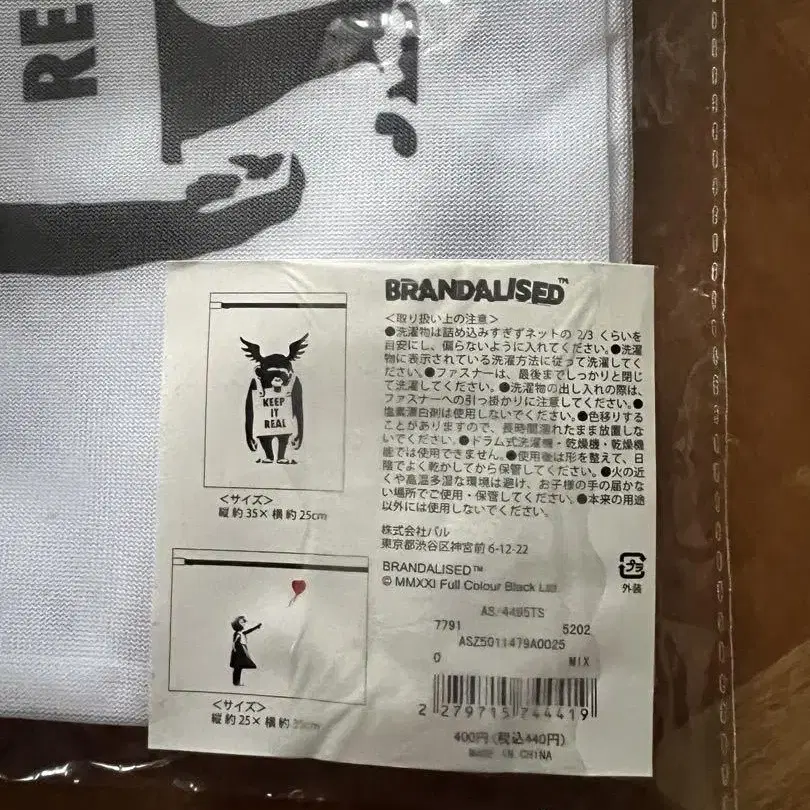 RE
BRANDALISED™
＜取り扱い上の注意＞
●洗濯物は詰め込みすぎずネットの 2/3 くらいを
目安にし、偏らないように入れてください。●洗濯
物に表示されている洗濯方法に従って洗濯してく
ださい。●ファスナーは、最後までしっかりと閉じ
て洗濯してください。●洗濯物の出し入れの際は、
ファスナーへの引っ掛かりに注意してください。●
塩素漂白剤は使用しないでください。●色移りする
ことがありますので、長時間濡れたまま放置しな
いでください。●ドラム式洗濯機・乾燥機・乾燥機
能では使用できません。●使用後は形を整えて、日
陰でよく乾かしてから保管してください。●火の近
くや高温多湿な環境は避け、お子様の手の届かな
い場所でご使用・保管してください。●本来の用途
以外には使用しないでください。
KEEP
IT
REAL
＜サイズ＞
縦 約 35× 横 約 25cm
株式会社パル
東京都渋谷区神宮前 6-12-22
BRANDALISED™
© MMXXI Full Colour Black Ltd
プラ
外装
＜サイズ＞
縦 約 25× 横 約
AS/4495TS
7791 5202
ASZ5011479A0025
0 MIX
2 279715 744419
400円(税込440円)
MADE IN CHINA